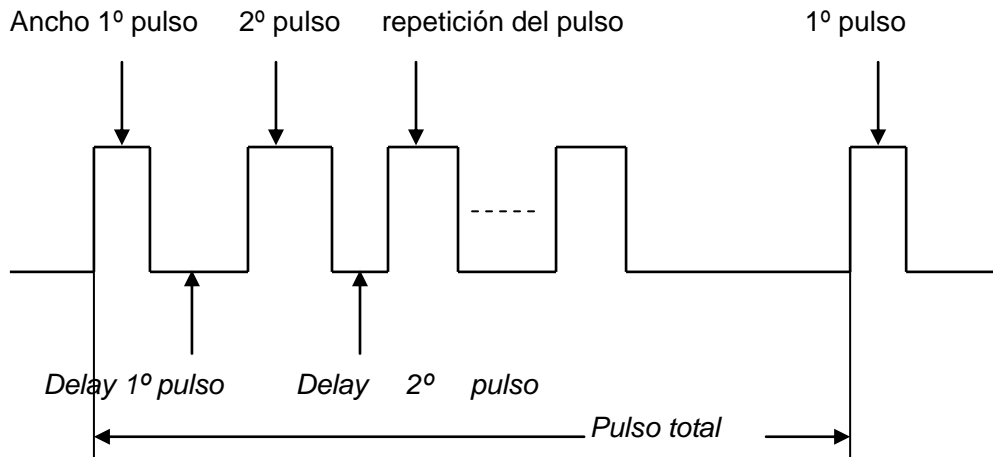 Ancho 1º pulso 2º pulso repetición del pulso 1º pulso
Delay 1º pulso Delay 2º pulso
Pulso total